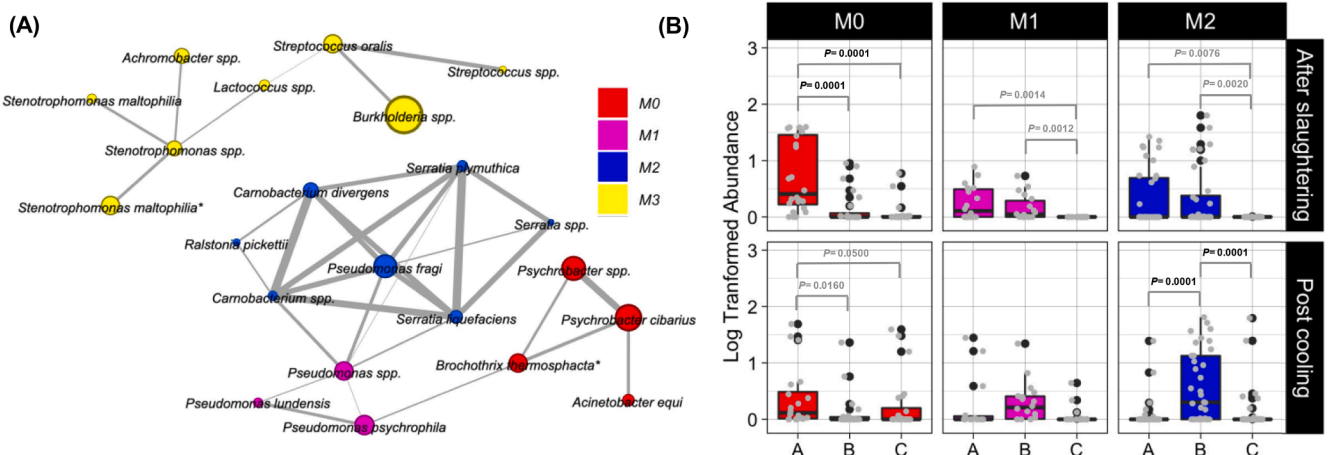 (A)
Achromobacter spp.
Streptococcus oralis
Streptococcus spp.
Stenotrophomonas maltophilia
Lactococcus spp.
Burkholderia spp.
Stenotrophomonas spp.
Stenotrophomonas maltophilia*
Serratia plymuthica
Carnobacterium divergens
Serratia spp.
Ralstonia pickettii
Pseudomonas fragi
Psychrobacter spp.
Carnobacterium spp.
Serratia liquefaciens
Psychrobacter cibarius
Brochothrix thermosphacta*
Pseudomonas spp.
Acinetobacter equi
Pseudomonas lundensis
Pseudomonas psychrophila
M0
M1
M2
M3
(B)
M0 M1 M2
Log Tranformed Abundance
3
2
1
0
P= 0.0001
P= 0.0001
P= 0.0014
P= 0.0012
P= 0.0076
P= 0.0020
After slaughtering
3
2
1
0
P= 0.0500
P= 0.0160
P= 0.0001
P= 0.0001
Post cooling
A B C A B C A B C